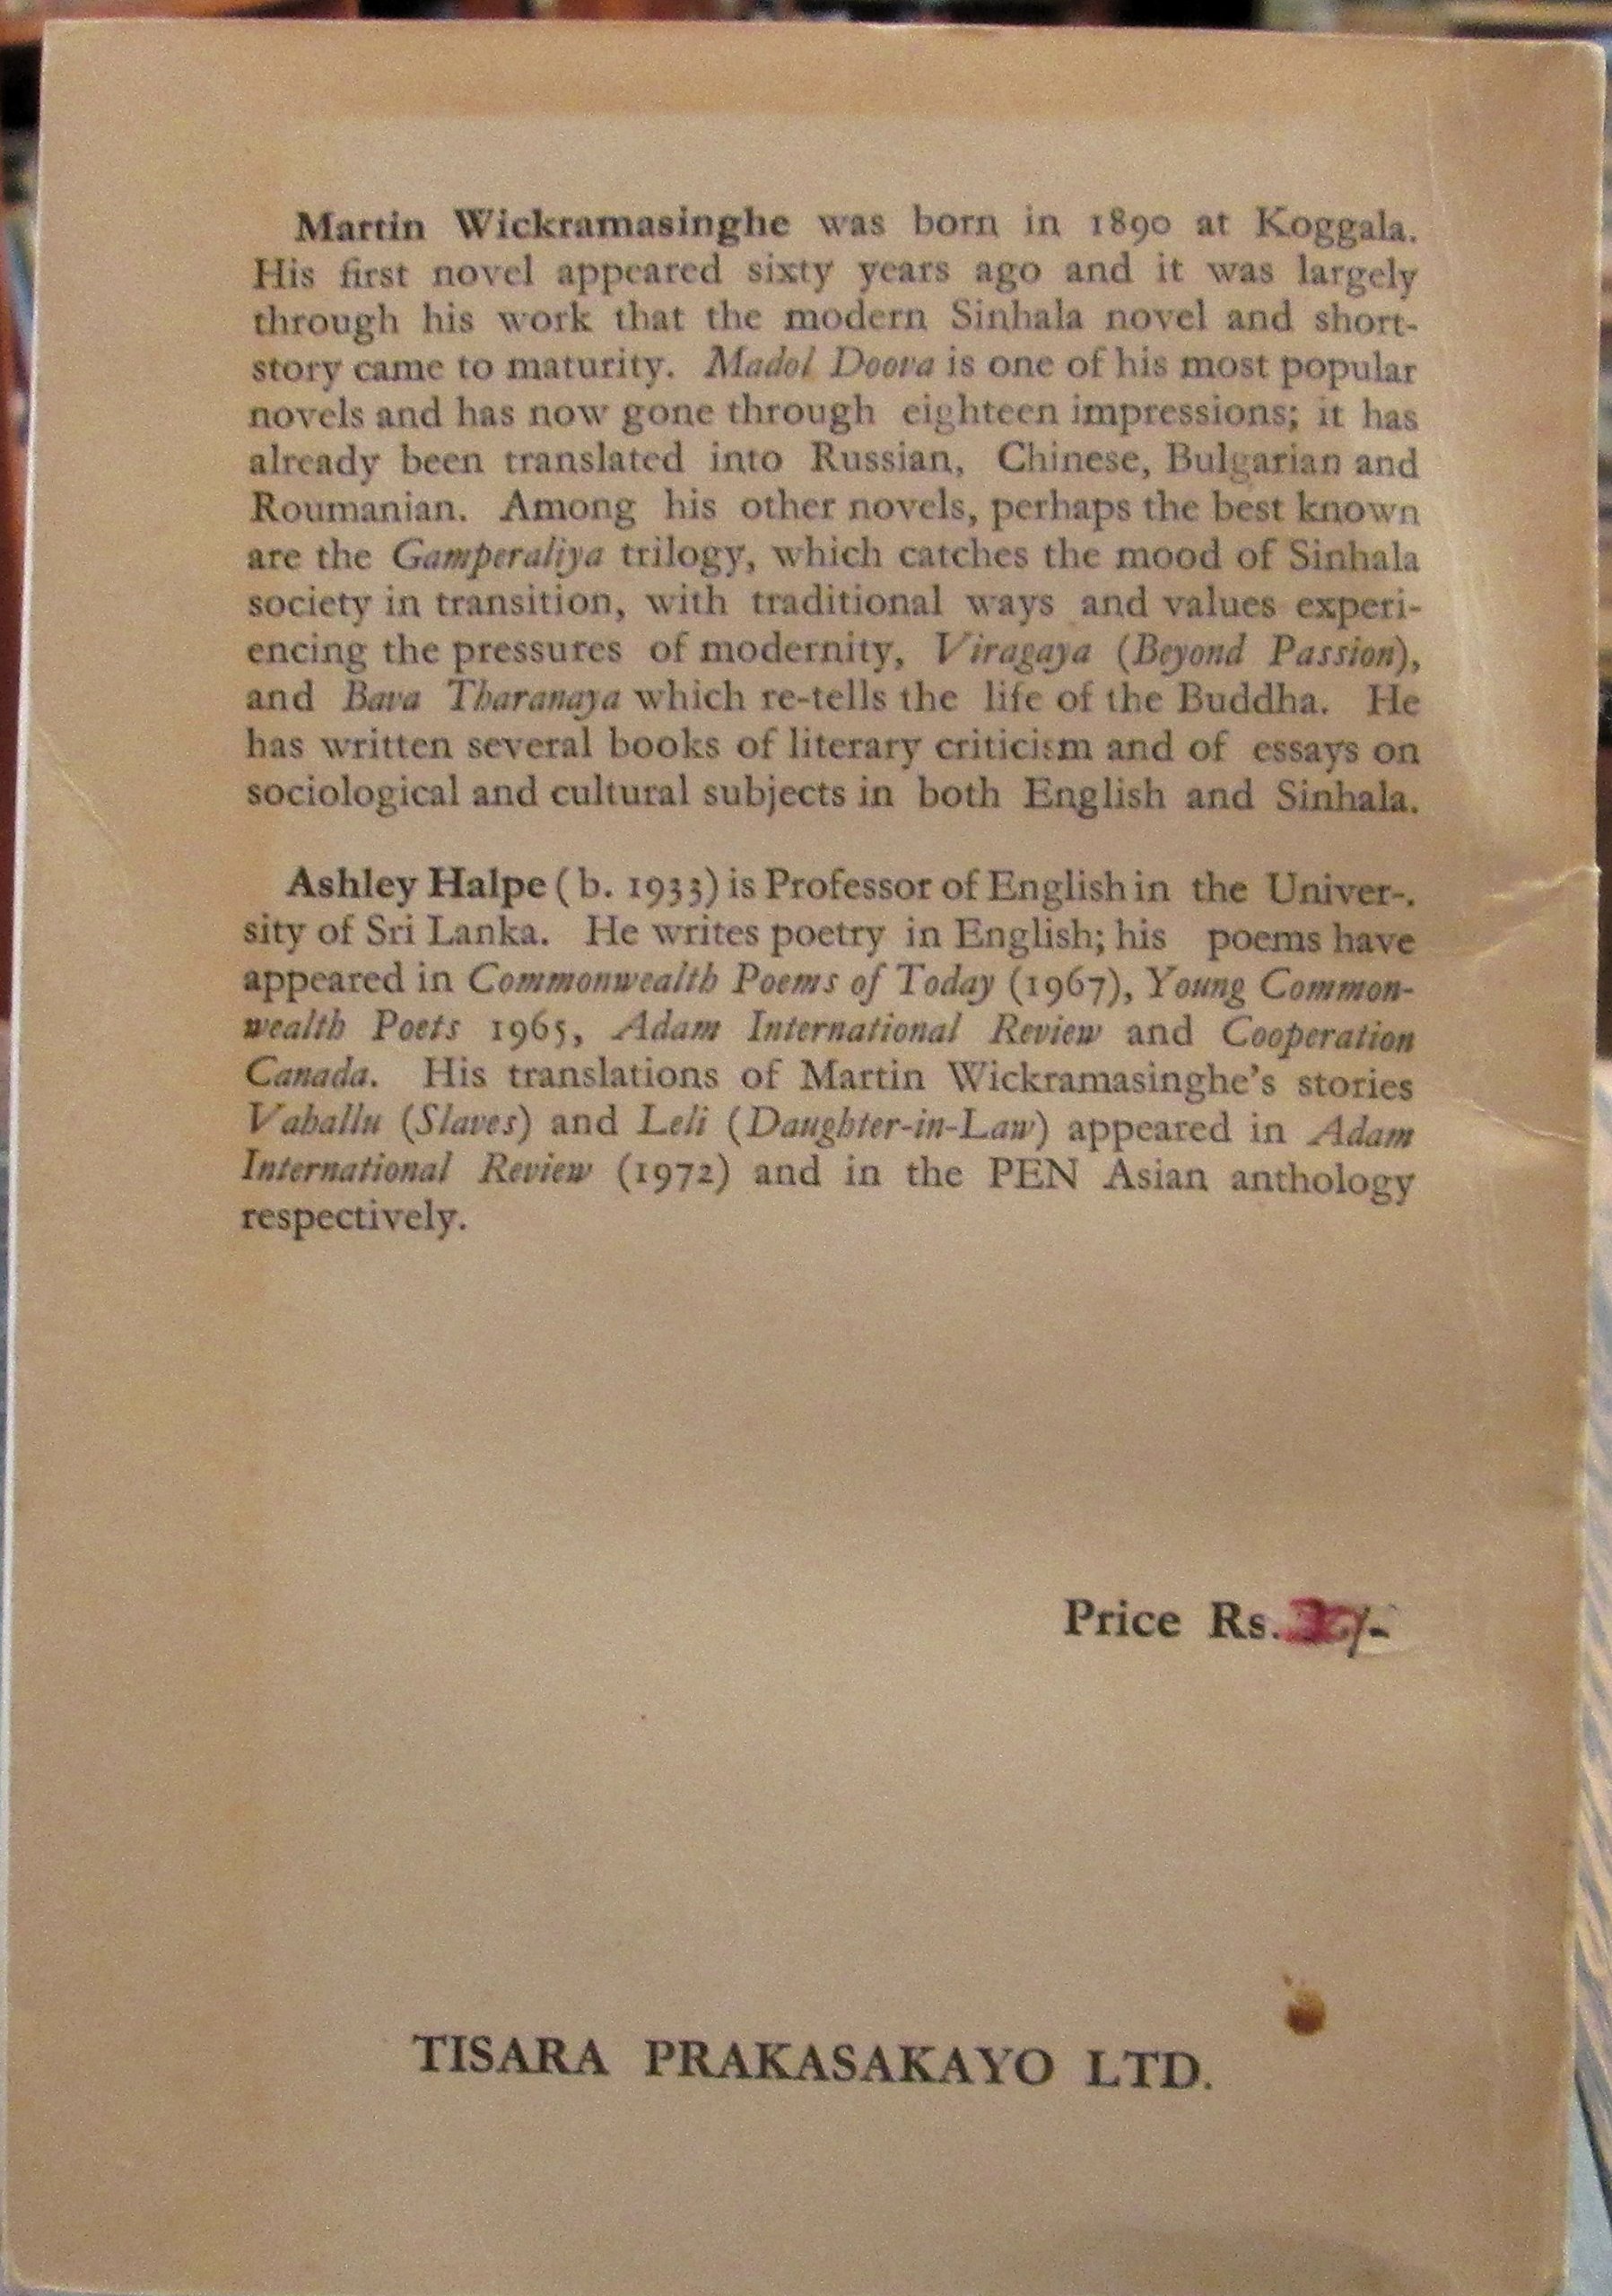 Martin Wickramasinghe was born in 1890 at Koggala.
His first novel appeared sixty years ago and it was largely
through his work that the modern Sinhala novel and short-
story came to maturity. Madol Doova is one of his most popular
novels and has now gone through eighteen impressions; it has
already been translated into Russian, Chinese, Bulgarian and
Roumanian. Among his other novels, perhaps the best known
are the Gamperaliya trilogy, which catches the mood of Sinhala
society in transition, with traditional ways and values experi-
encing the pressures of modernity, Viragaya (Beyond Passion),
and Bava Tharanaya which re-tells the life of the Buddha. He
has written several books of literary criticism and of essays on
sociological and cultural subjects in both English and Sinhala.
Ashley Halpe (b. 1933) is Professor of English in the Univer-.
sity of Sri Lanka. He writes poetry in English; his poems have
appeared in Commonwealth Poems of Today (1967), Young Common-
wealth Poets 1965, Adam International Review and Cooperation
Canada. His translations of Martin Wickramasinghe's stories
Vahallu (Slaves) and Leli (Daughter-in-Law) appeared in Adam
International Review (1972) and in the PEN Asian anthology
respectively.
Price Rs.
TISARA PRAKASAKAYO LTD.